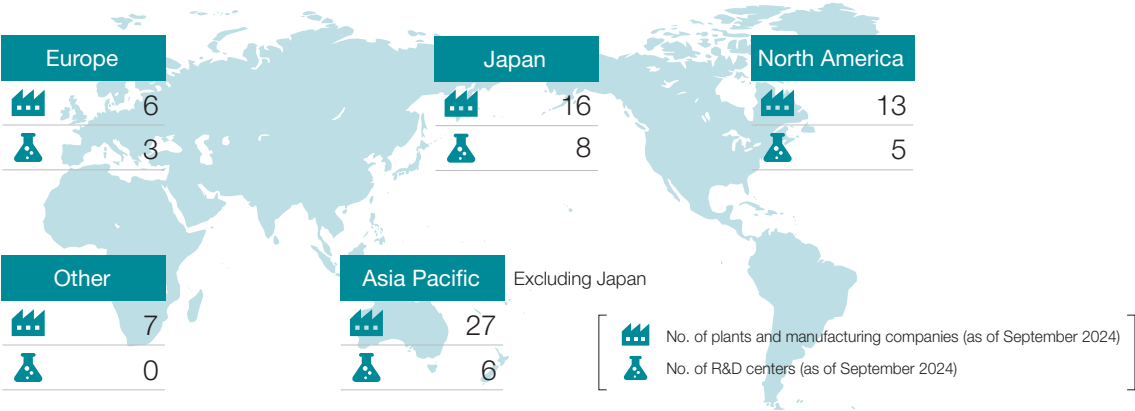 Europe
6
3
Japan
16
8
North America
13
5
Other
7
0
Asia Pacific
Excluding Japan
27
6
No. of plants and manufacturing companies (as of September 2024)
No. of R&D centers (as of September 2024)